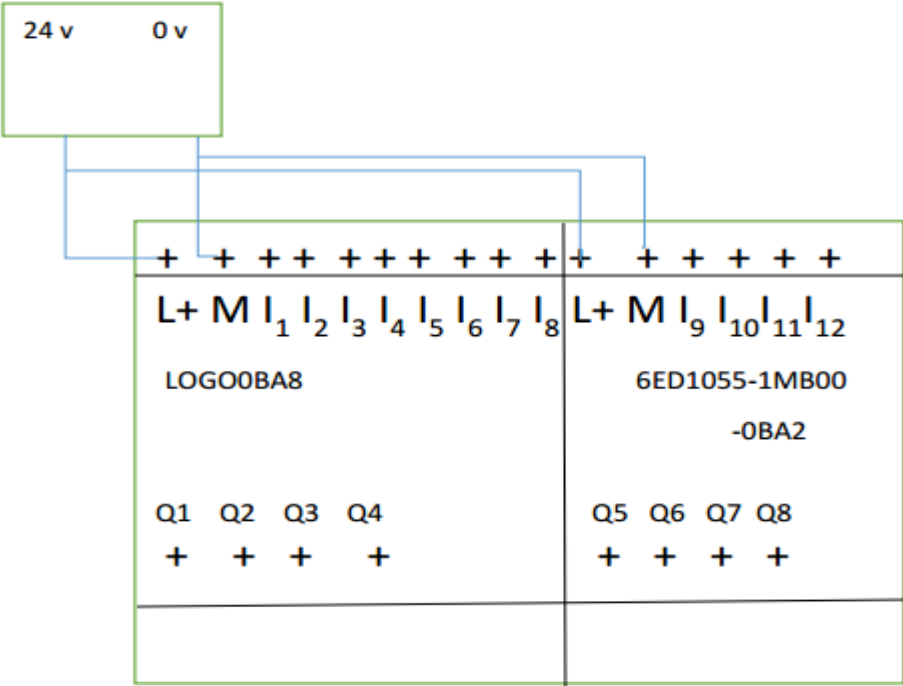 24 v 0 v
+ + + + + + + + + + + + + + + +
L+ M I1 I2 I3 I4 I5 I6 I7 I8 L+ M I9 I10 I11 I12
LOGO0BA8 6ED1055-1MB00
-0BA2
Q1 Q2 Q3 Q4 Q5 Q6 Q7 Q8
+ + + + + + + +